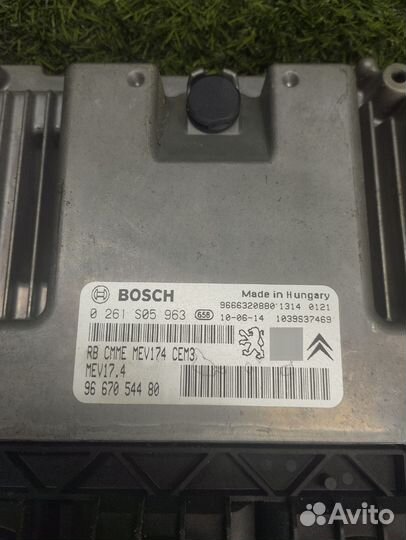 BOSCH
Made in Hungary
9666320880 1314 0121
0 261 S05 963 656 10-06-14 1039S37469
RB CMME MEV174 CEM3
MEV17.4
96 670 544 80
Avito